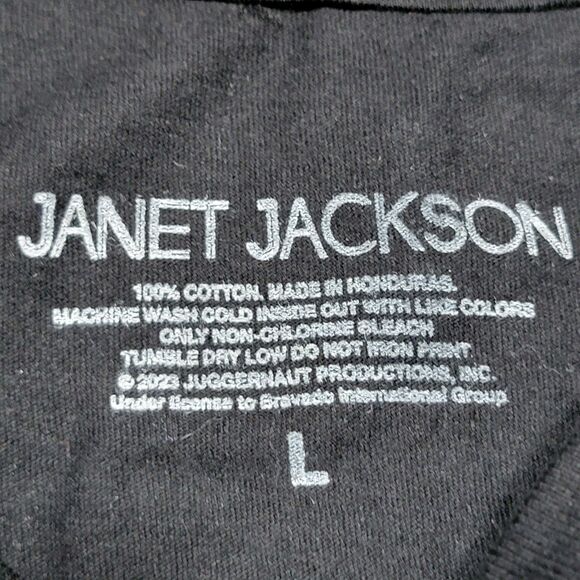 JANET JACKSON
100% COTTON. MADE IN HONDURAS.
MACHINE WASH COLD INSIDE OUT WITH LIKE COLORS
ONLY NON-CHLORINE BLEACH
TUMBLE DRY LOW DO NOT IRON PRINT
© 2023 JUGGERNAUT PRODUCTIONS, INC.
Under license to Bravado International Group
L